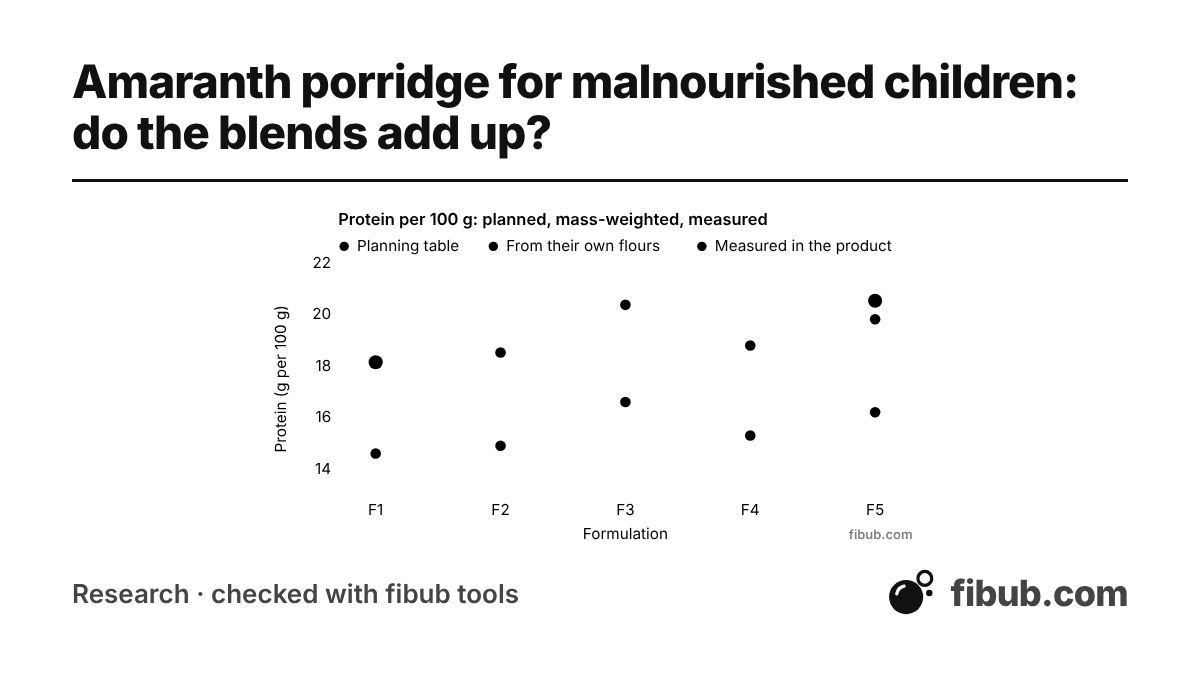 Amaranth porridge for malnourished children:
do the blends add up?
Protein per 100 g: planned, mass-weighted, measured
Planning table
From their own flours
Measured in the product
22
20
18
16
14
Protein (g per 100 g)
F1
F2
F3
F4
F5
Formulation
fibub.com
Research · checked with fibub tools
fibub.com